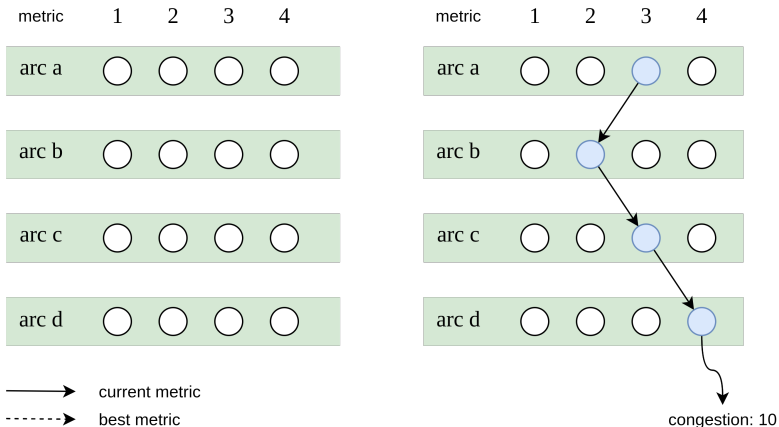 metric 1 2 3 4
arc a
arc b
arc c
arc d
current metric
best metric
metric 1 2 3 4
arc a
arc b
arc c
arc d
congestion: 10